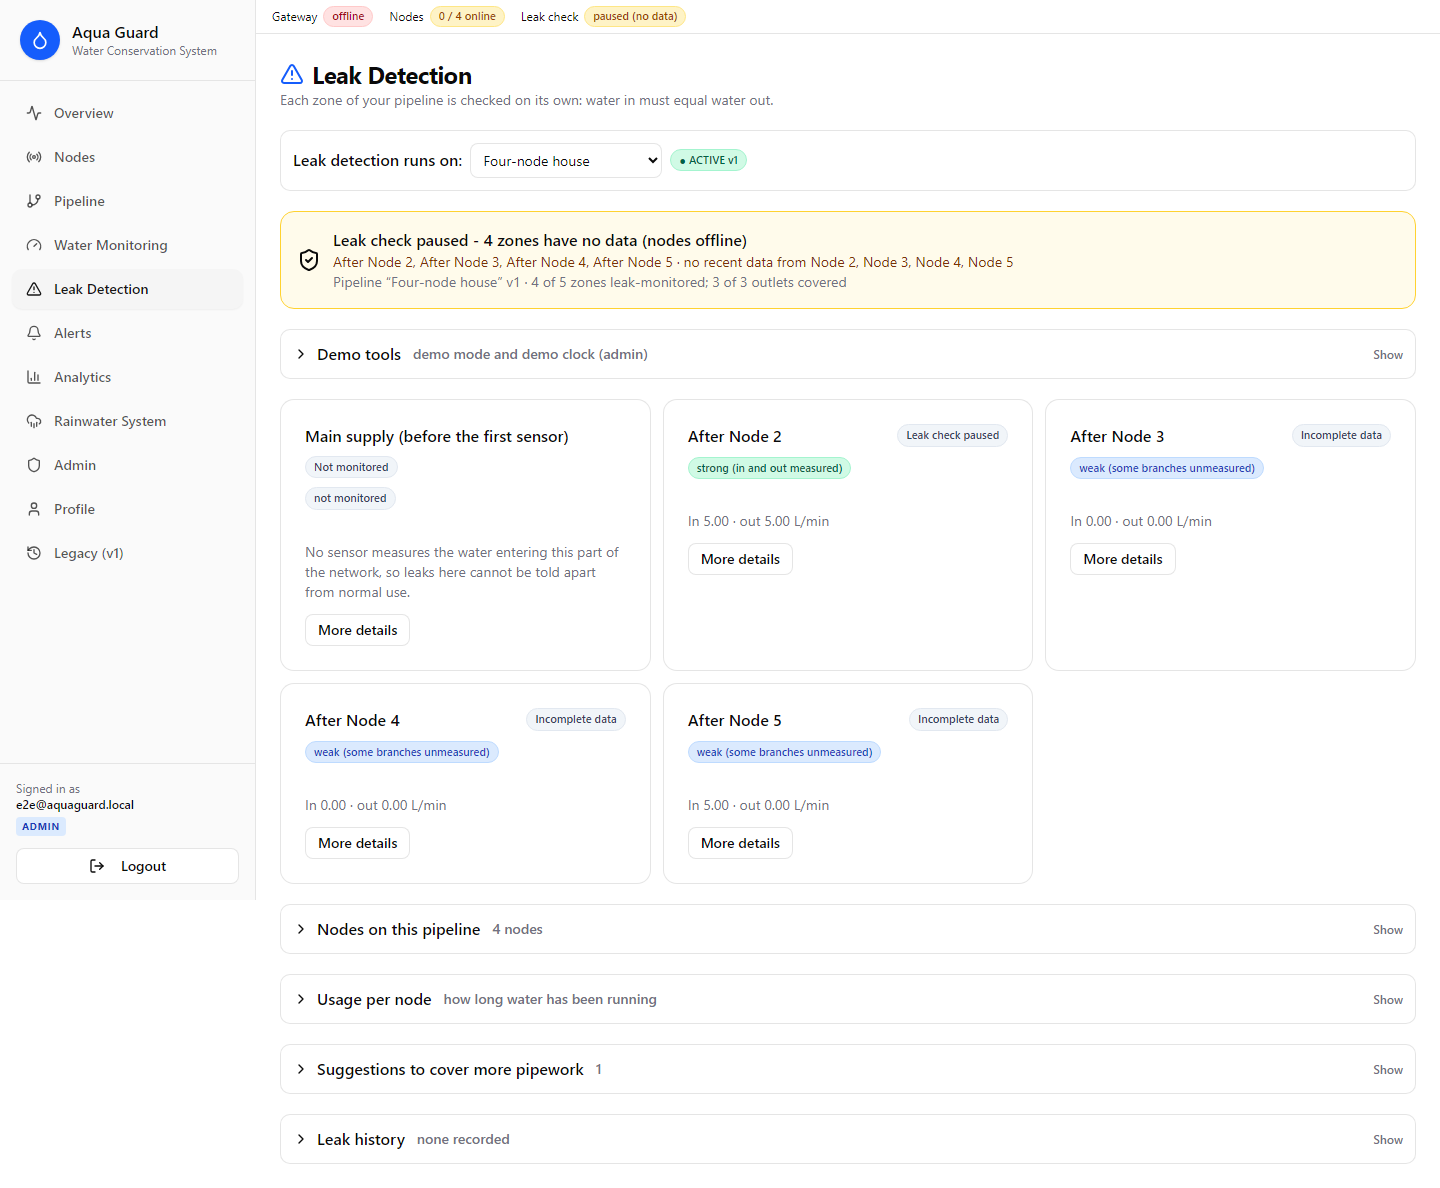 Aqua Guard
Water Conservation System
Overview
Nodes
Pipeline
Water Monitoring
Leak Detection
Alerts
Analytics
Rainwater System
Admin
Profile
Legacy (v1)
Signed in as
e2e@aquaguard.local
ADMIN
Logout
Gateway offline Nodes 0 / 4 online Leak check paused (no data)
Leak Detection
Each zone of your pipeline is checked on its own: water in must equal water out.
Leak detection runs on: Four-node house ● ACTIVE v1
Leak check paused - 4 zones have no data (nodes offline)
After Node 2, After Node 3, After Node 4, After Node 5 · no recent data from Node 2, Node 3, Node 4, Node 5
Pipeline “Four-node house” v1 · 4 of 5 zones leak-monitored; 3 of 3 outlets covered
Demo tools demo mode and demo clock (admin) Show
Main supply (before the first sensor)
Not monitored
not monitored
No sensor measures the water entering this part of
the network, so leaks here cannot be told apart
from normal use.
More details
After Node 2 Leak check paused
strong (in and out measured)
In 5.00 · out 5.00 L/min
More details
After Node 3 Incomplete data
weak (some branches unmeasured)
In 0.00 · out 0.00 L/min
More details
After Node 4 Incomplete data
weak (some branches unmeasured)
In 0.00 · out 0.00 L/min
More details
After Node 5 Incomplete data
weak (some branches unmeasured)
In 5.00 · out 0.00 L/min
More details
Nodes on this pipeline 4 nodes Show
Usage per node how long water has been running Show
Suggestions to cover more pipework 1 Show
Leak history none recorded Show